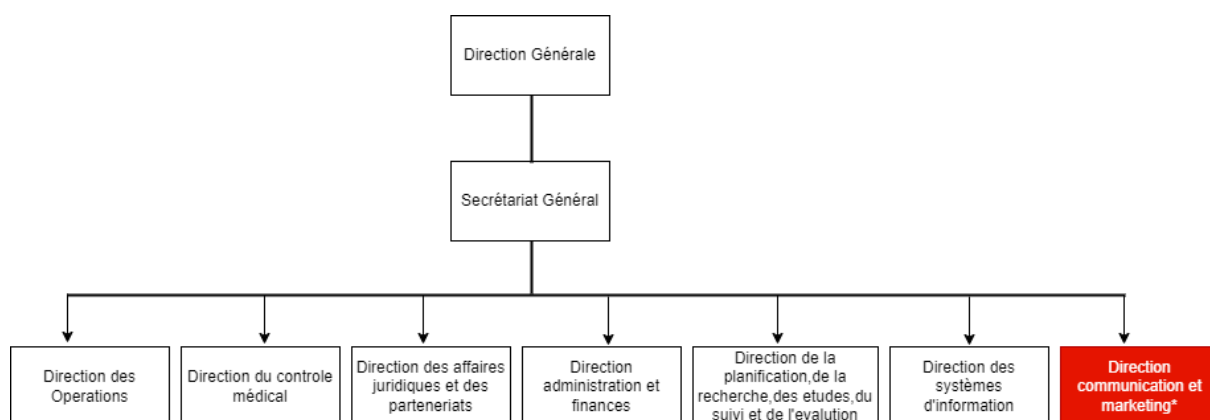 Direction Générale
Secrétariat Général
Direction des
Operations
Direction du controle
médical
Direction des affaires
juridiques et des
parteneriats
Direction
administration et
finances
Direction de la
planification,de la
recherche,des etudes,du
suivi et de l'evalution
Direction des
systèmes
d'information
Direction
communication et
marketing*